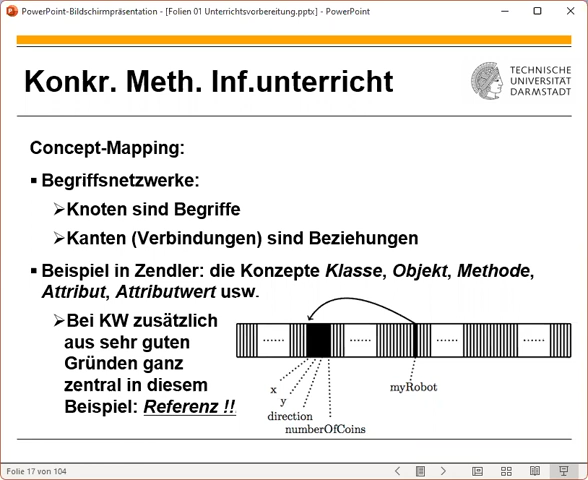 PowerPoint-Bildschirmpräsentation - [Folien 01 Unterrichtsvorbereitung.pptx] - PowerPoint
Konkr. Meth. Inf.unterricht
TECHNISCHE
UNIVERSITÄT
DARMSTADT
Concept-Mapping:
▪ Begriffsnetzwerke:
➢Knoten sind Begriffe
➢Kanten (Verbindungen) sind Beziehungen
▪ Beispiel in Zendler: die Konzepte Klasse, Objekt, Methode,
Attribut, Attributwert usw.
➢Bei KW zusätzlich
aus sehr guten
Gründen ganz
zentral in diesem
Beispiel: Referenz !!
...... ...... ...... ......
x
y
direction
numberOfCoins
myRobot
Folie 17 von 104